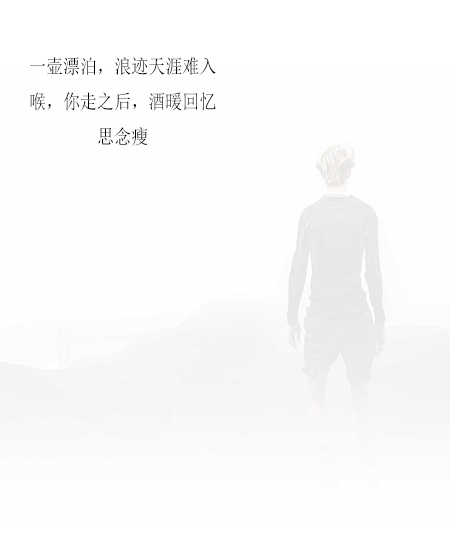 一壶漂泊，浪迹天涯难入
喉，你走之后，酒暖回忆
思念瘦